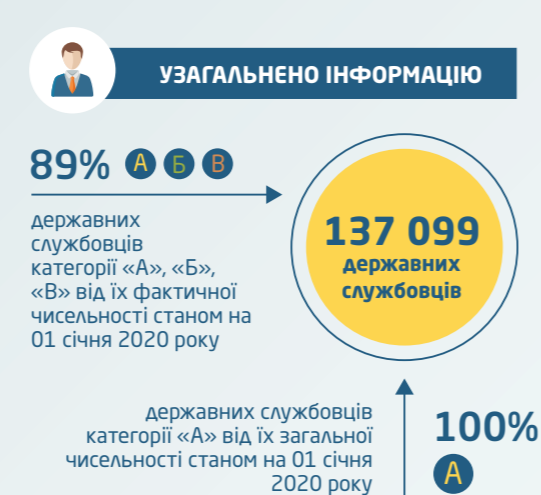 УЗАГАЛЬНЕНО ІНФОРМАЦІЮ
89% А Б В
державних
службовців
категорії «А», «Б»,
«В» від їх фактичної
чисельності станом на
01 січня 2020 року
137 099
державних
службовців
державних службовців
категорії «А» від їх загальної
чисельності станом на 01 січня
2020 року
100%
А